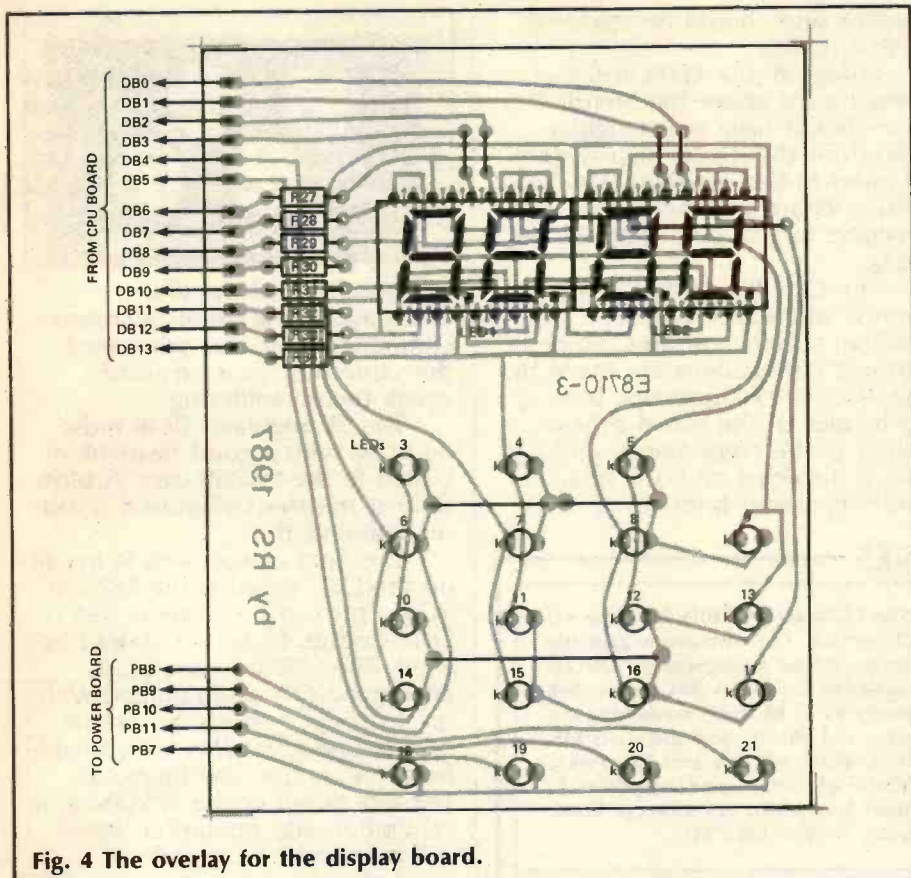 FROM CPU BOARD
DB0
DB1
DB2
DB3
DB4
DB5
DB6
DB7
DB8
DB9
DB10
DB11
DB12
DB13
R27
R28
R29
R30
E8710-3
by RS 1987
LEDs 3 4 5
k k k
6 7 8
k k k k
10 11 12 13
k k k k
14 15 16 17
k k k k
TO POWER BOARD
PB8
PB9
PB10
PB11
PB7
19 20 21
k k k k
Fig. 4 The overlay for the display board.